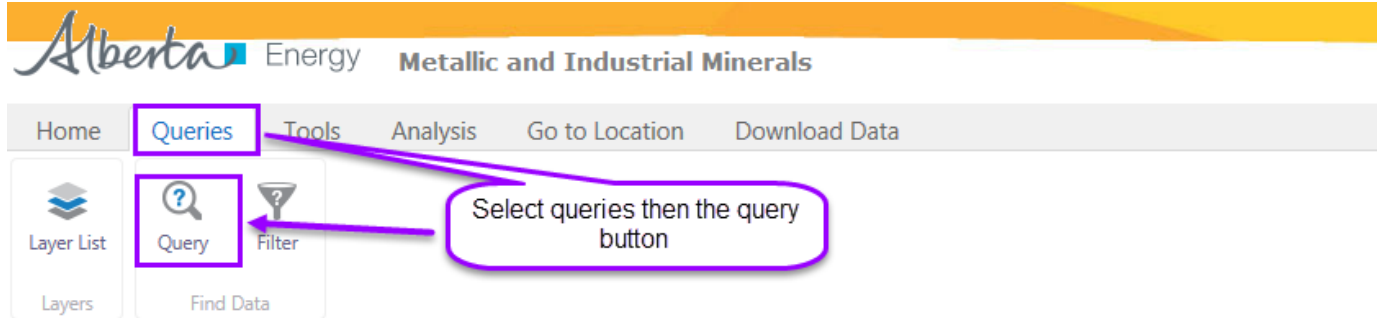 Alberta Energy Metallic and Industrial Minerals
Home Queries Tools Analysis Go to Location Download Data
Select queries then the query
button
Layer List Query Filter
Layers Find Data